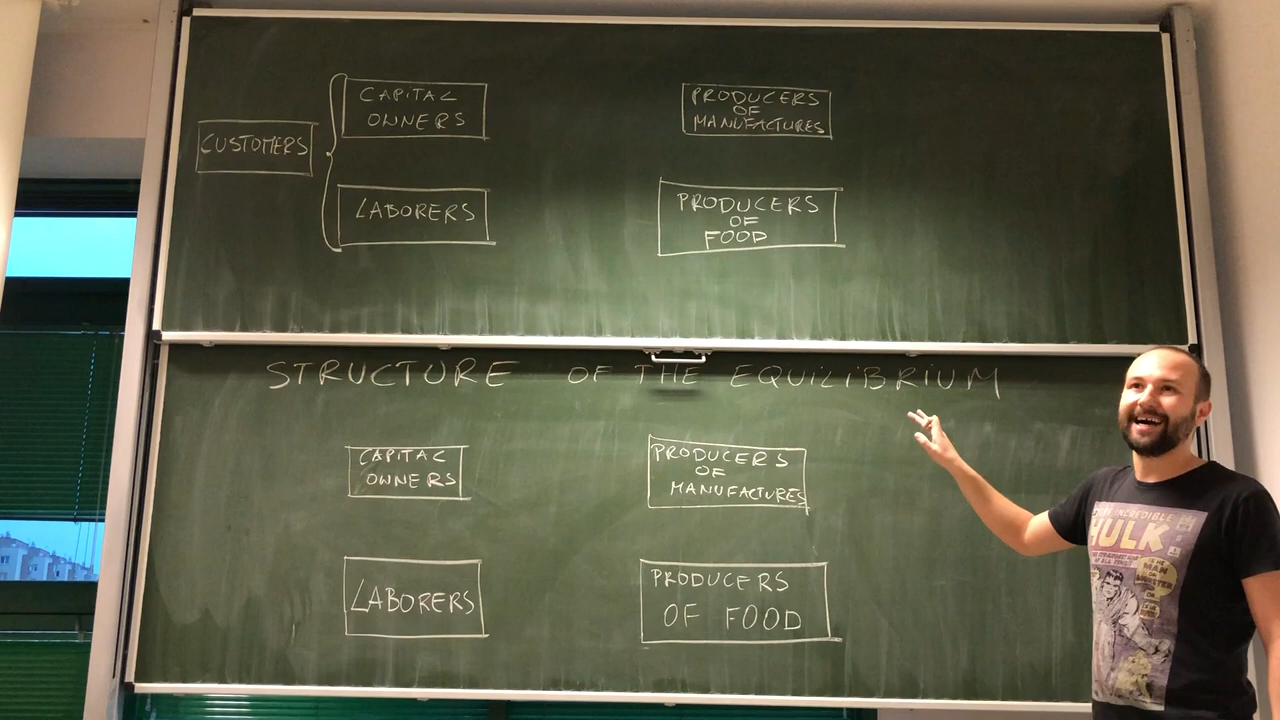 CUSTOMERS
CAPITAL
OWNERS
LABORERS
PRODUCERS
OF
MANUFACTURES
PRODUCERS
OF
FOOD
STRUCTURE OF THE EQUILIBRIUM
CAPITAL
OWNERS
LABORERS
PRODUCERS
OF
MANUFACTURES
PRODUCERS
OF FOOD
INCREDIBLE
HULK